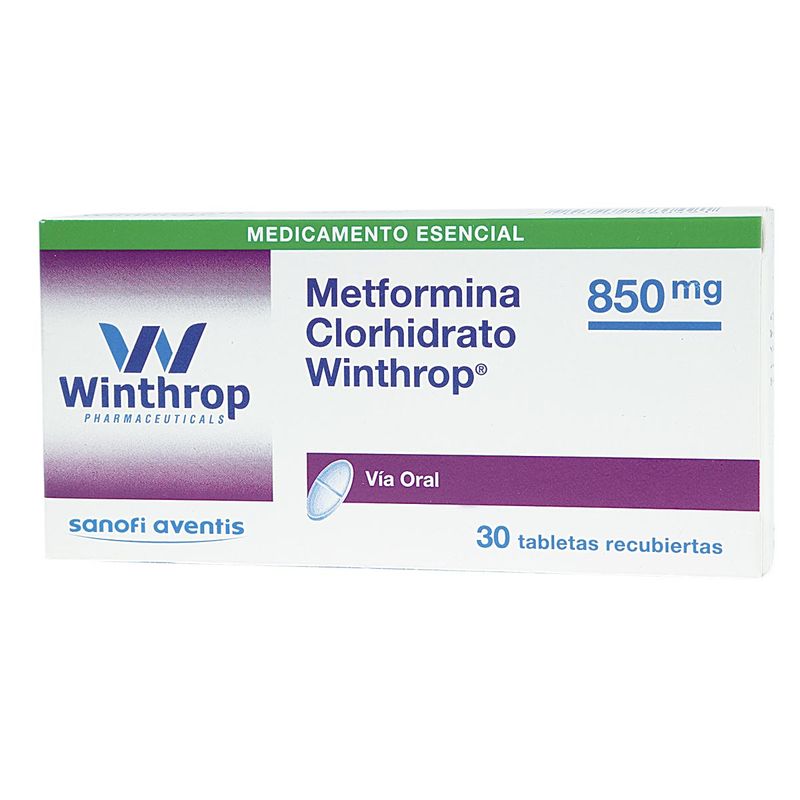 MEDICAMENTO ESENCIAL
Winthrop
PHARMACEUTICALS
sanofi aventis
Metformina
Clorhidrato
Winthrop®
850 mg
Vía Oral
30 tabletas recubiertas